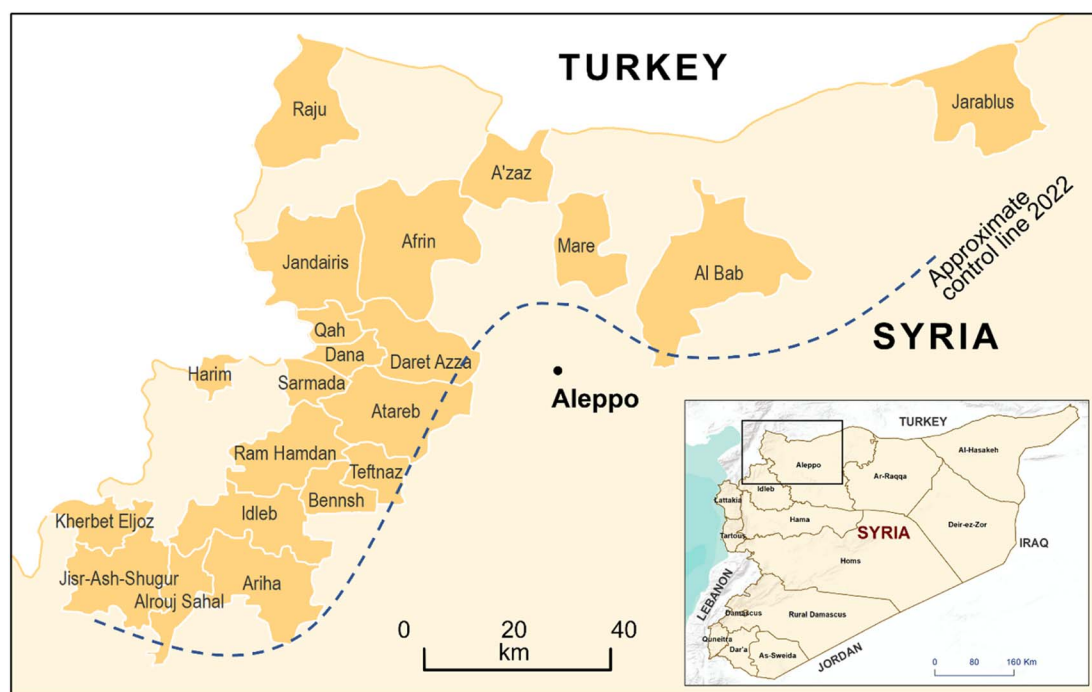 TURKEY
Raju
Jarablus
A'zaz
Afrin
Mare
Al Bab
Jandairis
Approximate
control line 2022
Qah
Dana
Daret Azza
SYRIA
Harim
Sarmada
Aleppo
Atareb
Ram Hamdan
Teftnaz
Bennsh
Idleb
Kherbet Eljoz
Jisr-Ash-Shugur
Alrouj Sahal
Ariha
0 20 40
km
TURKEY
Al-Hasakeh
Aleppo
Ar-Raqqa
Idleb
Lattakia
Hama
Deir-ez-Zor
Tartous
SYRIA
IRAQ
Homs
LEBANON
Damascus
Rural Damascus
Quneitra
Dar'a
As-Sweida
JORDAN
0 80 160 KM